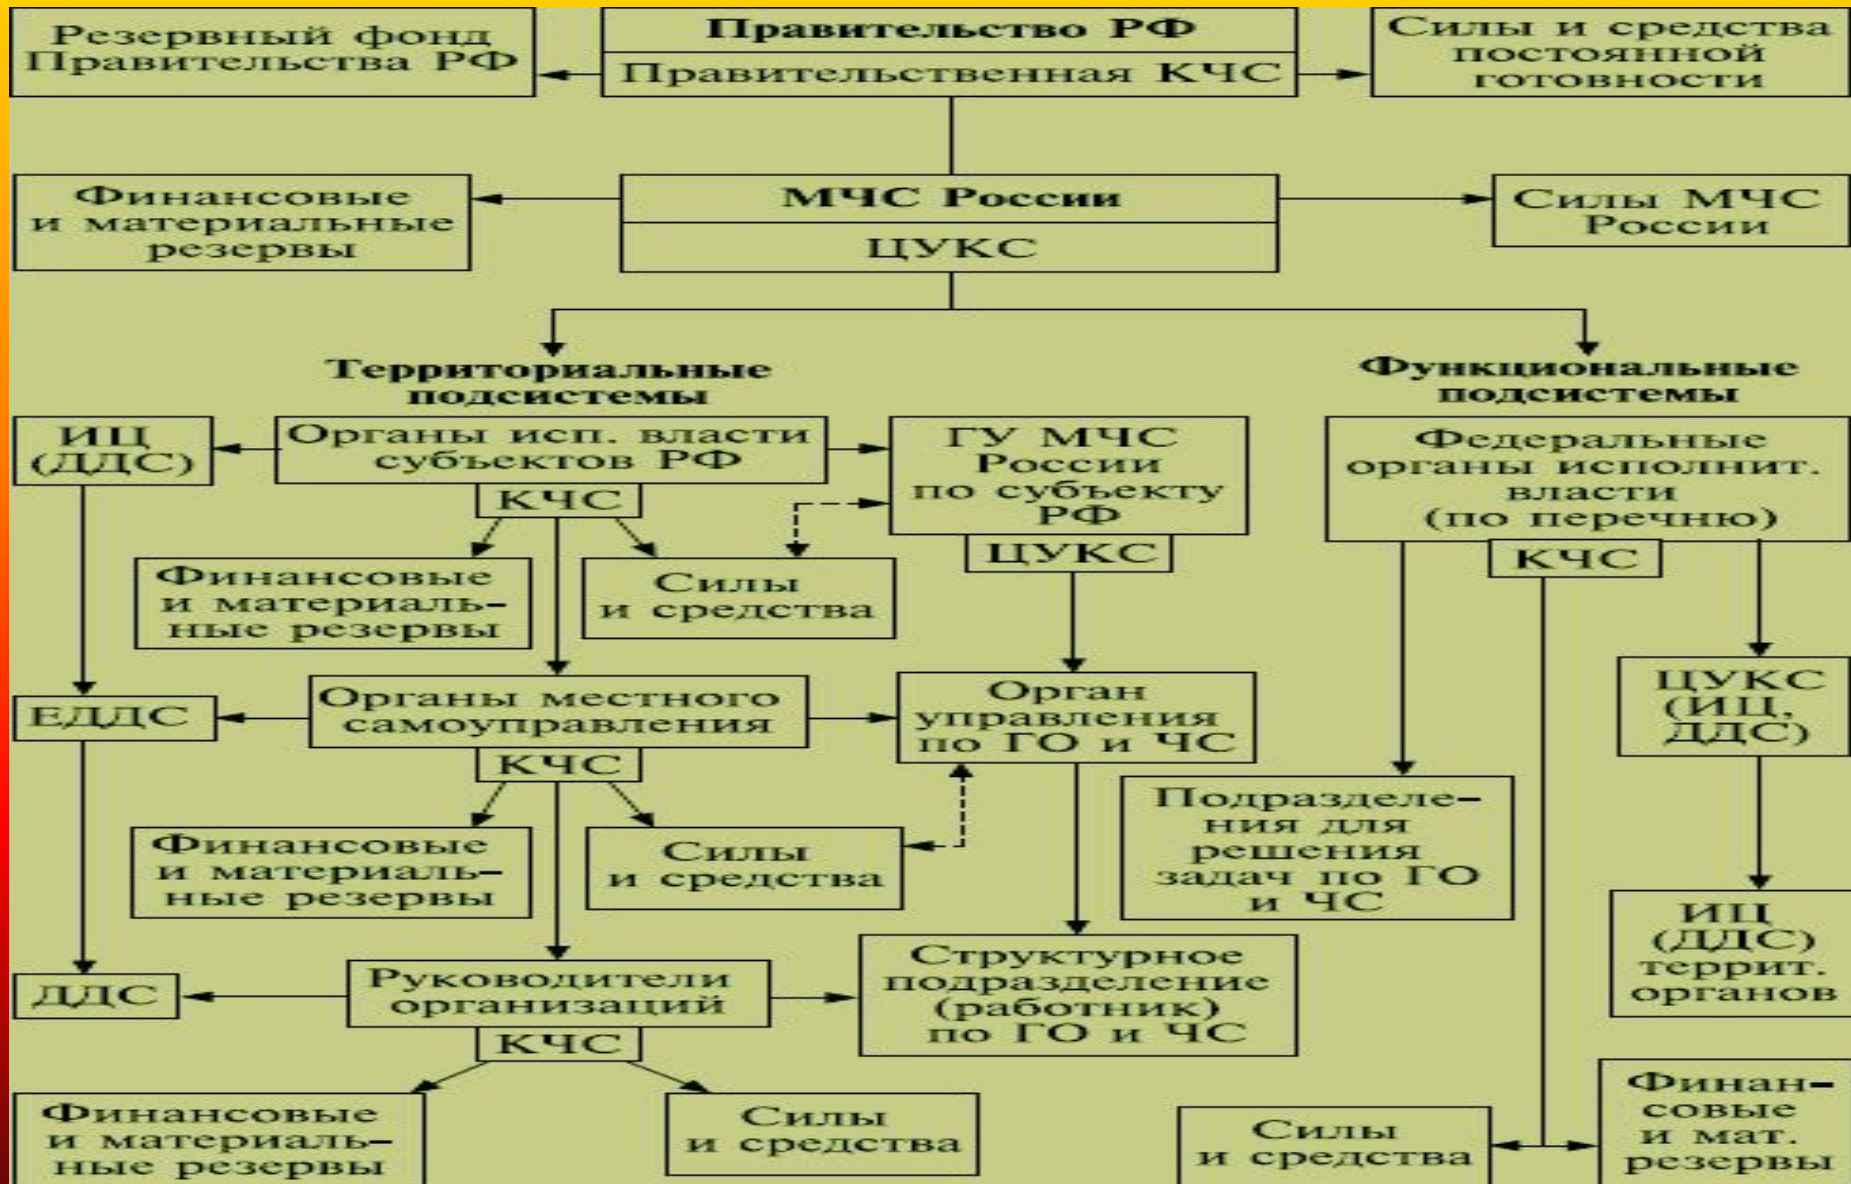 Резервный фонд
Правительства РФ
Правительство РФ
Правительственная КЧС
Силы и средства
постоянной
готовности
Финансовые
и материальные
резервы
МЧС России
ЦУКС
Силы МЧС
России
Территориальные
подсистемы
Функциональные
подсистемы
ИЦ
(ДДС)
Органы исп. власти
субъектов РФ
КЧС
ГУ МЧС
России
по субъекту
РФ
ЦУКС
Федеральные
органы исполнит.
власти
(по перечню)
КЧС
Финансовые
и материаль–
ные резервы
Силы
и средства
ЕДДС
Органы местного
самоуправления
КЧС
Орган
управления
по ГО и ЧС
ЦУКС
(ИЦ,
ДДС)
Финансовые
и материаль–
ные резервы
Силы
и средства
Подразделе–
ния для
решения
задач по ГО
и ЧС
ИЦ
(ДДС)
террит.
органов
ДДС
Руководители
организаций
КЧС
Структурное
подразделение
(работник)
по ГО и ЧС
Финансовые
и материаль–
ные резервы
Силы
и средства
Силы
и средства
Финан–
совые
и мат.
резервы